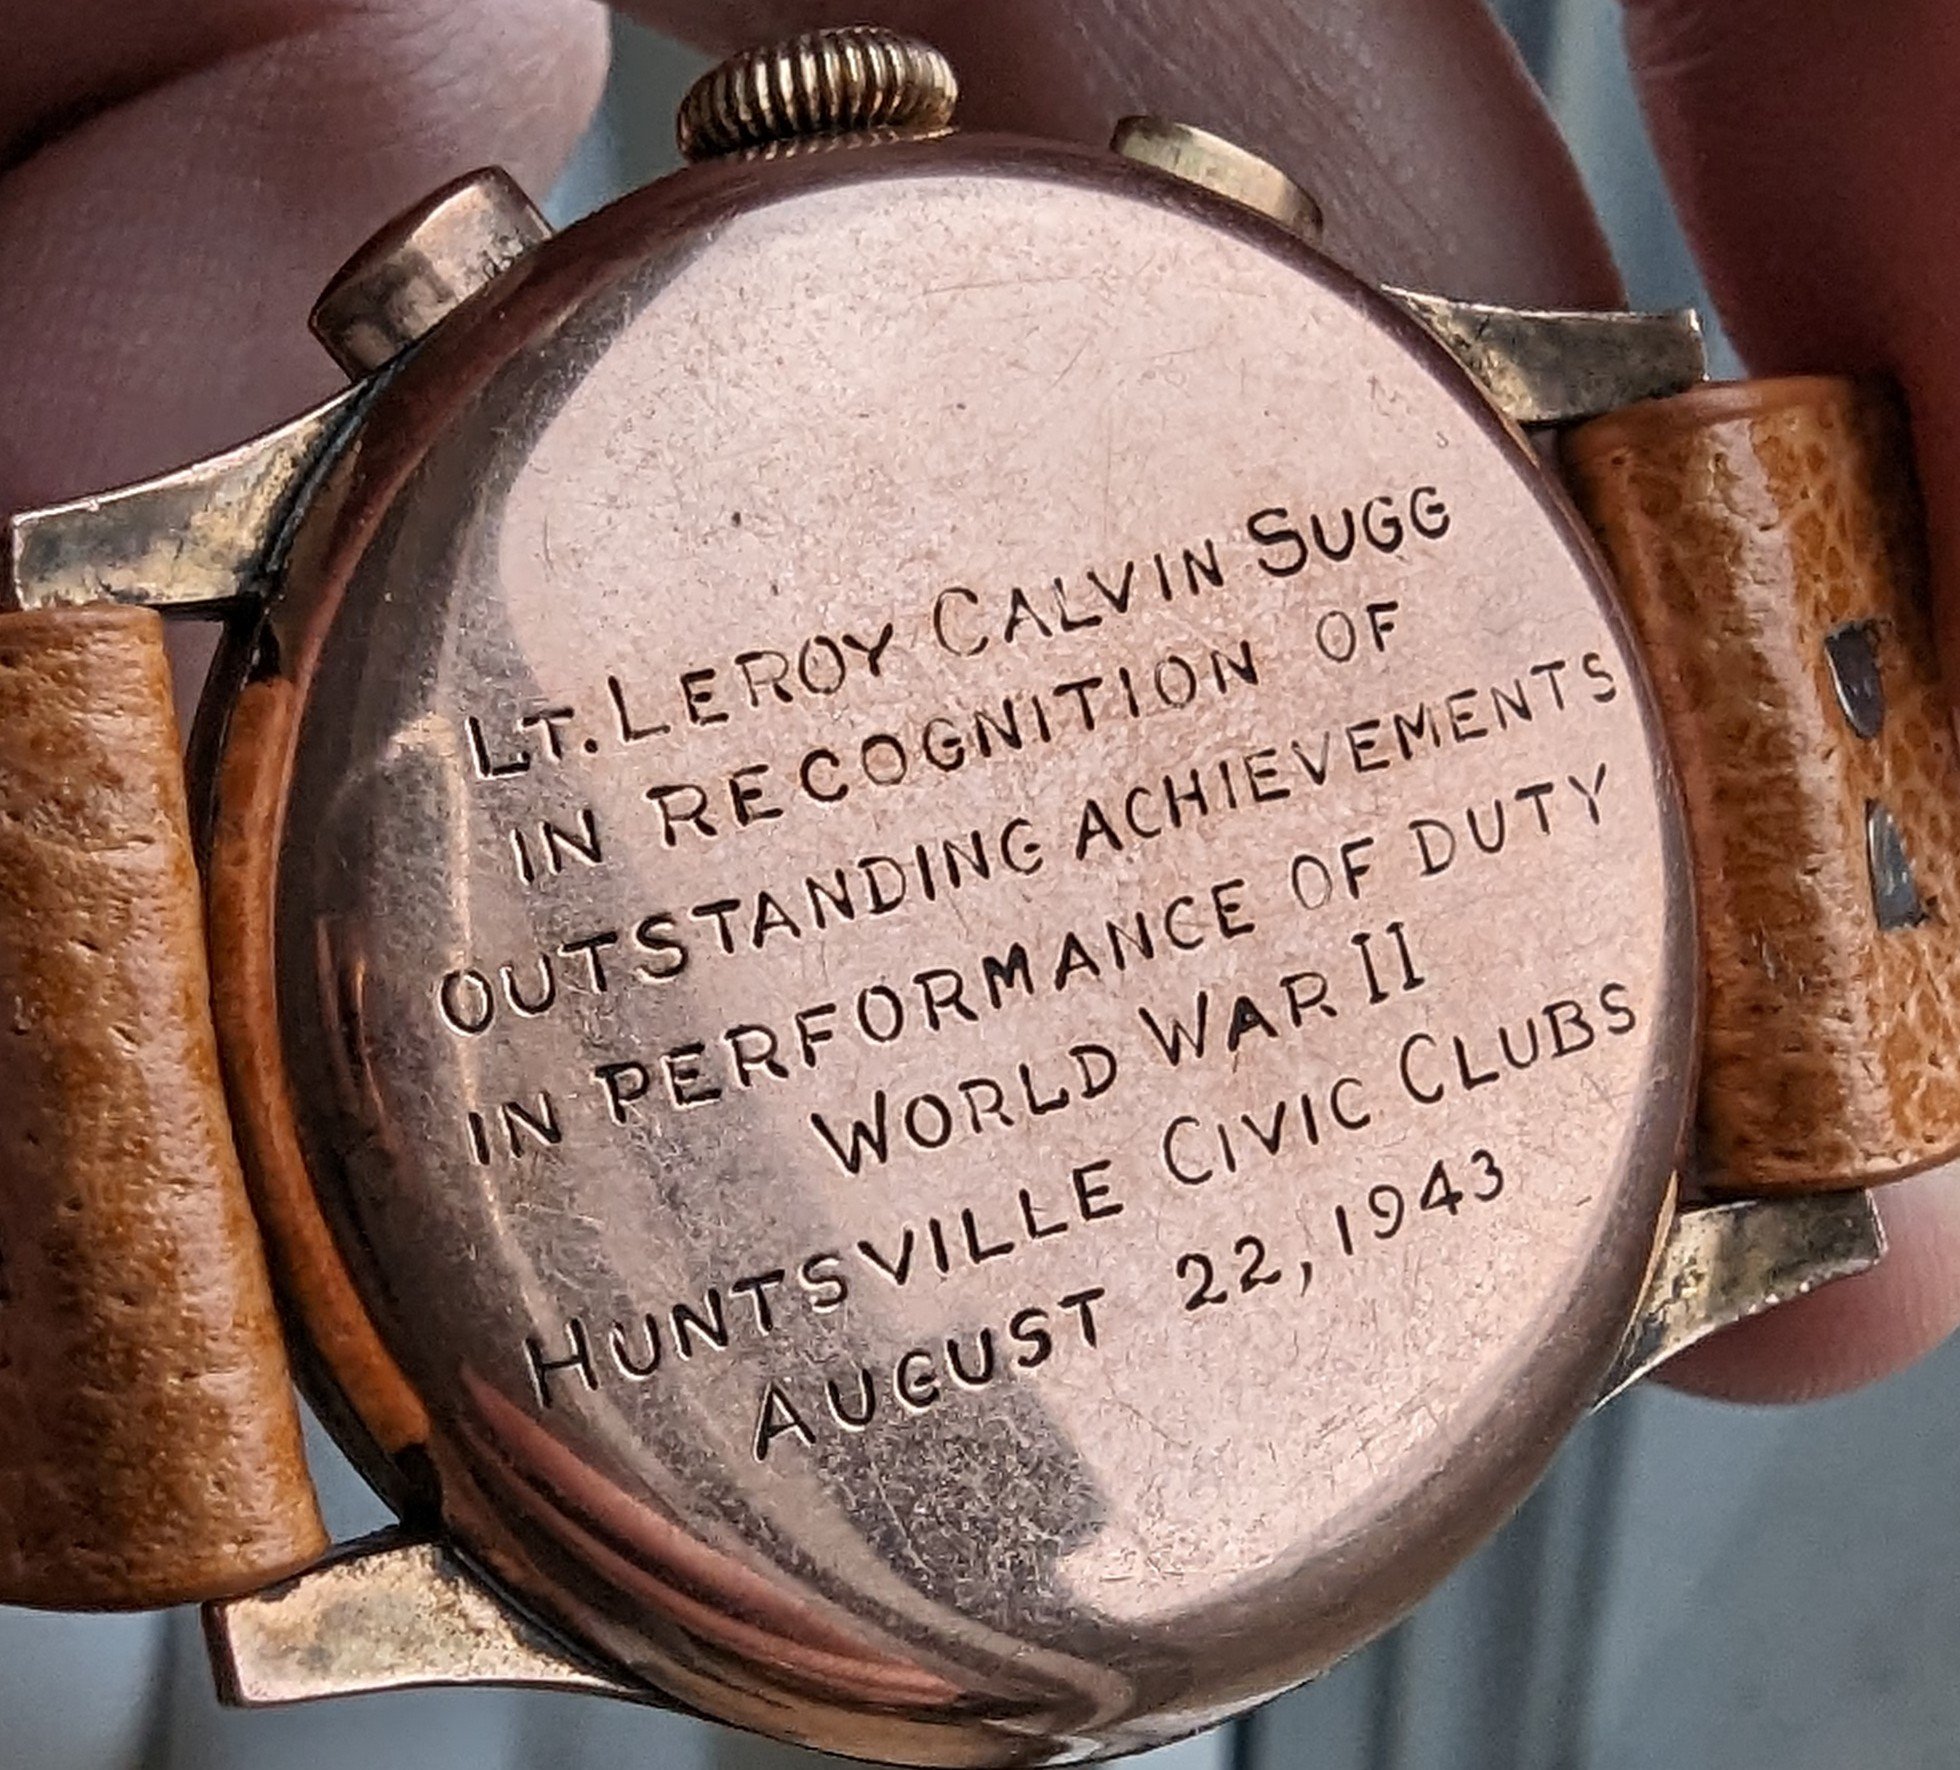 LT. LEROY CALVIN SUGG
IN RECOGNITION OF
OUTSTANDING ACHIEVEMENTS
IN PERFORMANCE OF DUTY
WORLD WAR II
HUNTSVILLE CIVIC CLUBS
AUGUST 22, 1943